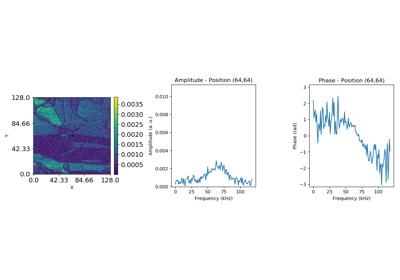 Amplitude - Position (64,64)
Phase - Position (64,64)
128.0
84.66
42.33
0.0
Y
0.0 42.33 84.66 128.0
X
0.0035
0.0030
0.0025
0.0020
0.0015
0.0010
0.0005
Amplitude (a. u.)
0.010
0.008
0.006
0.004
0.002
0.000
0 25 50 75 100
Frequency (kHz)
Phase (rad)
3
2
1
0
−1
−2
−3
0 25 50 75 100
Frequency (kHz)